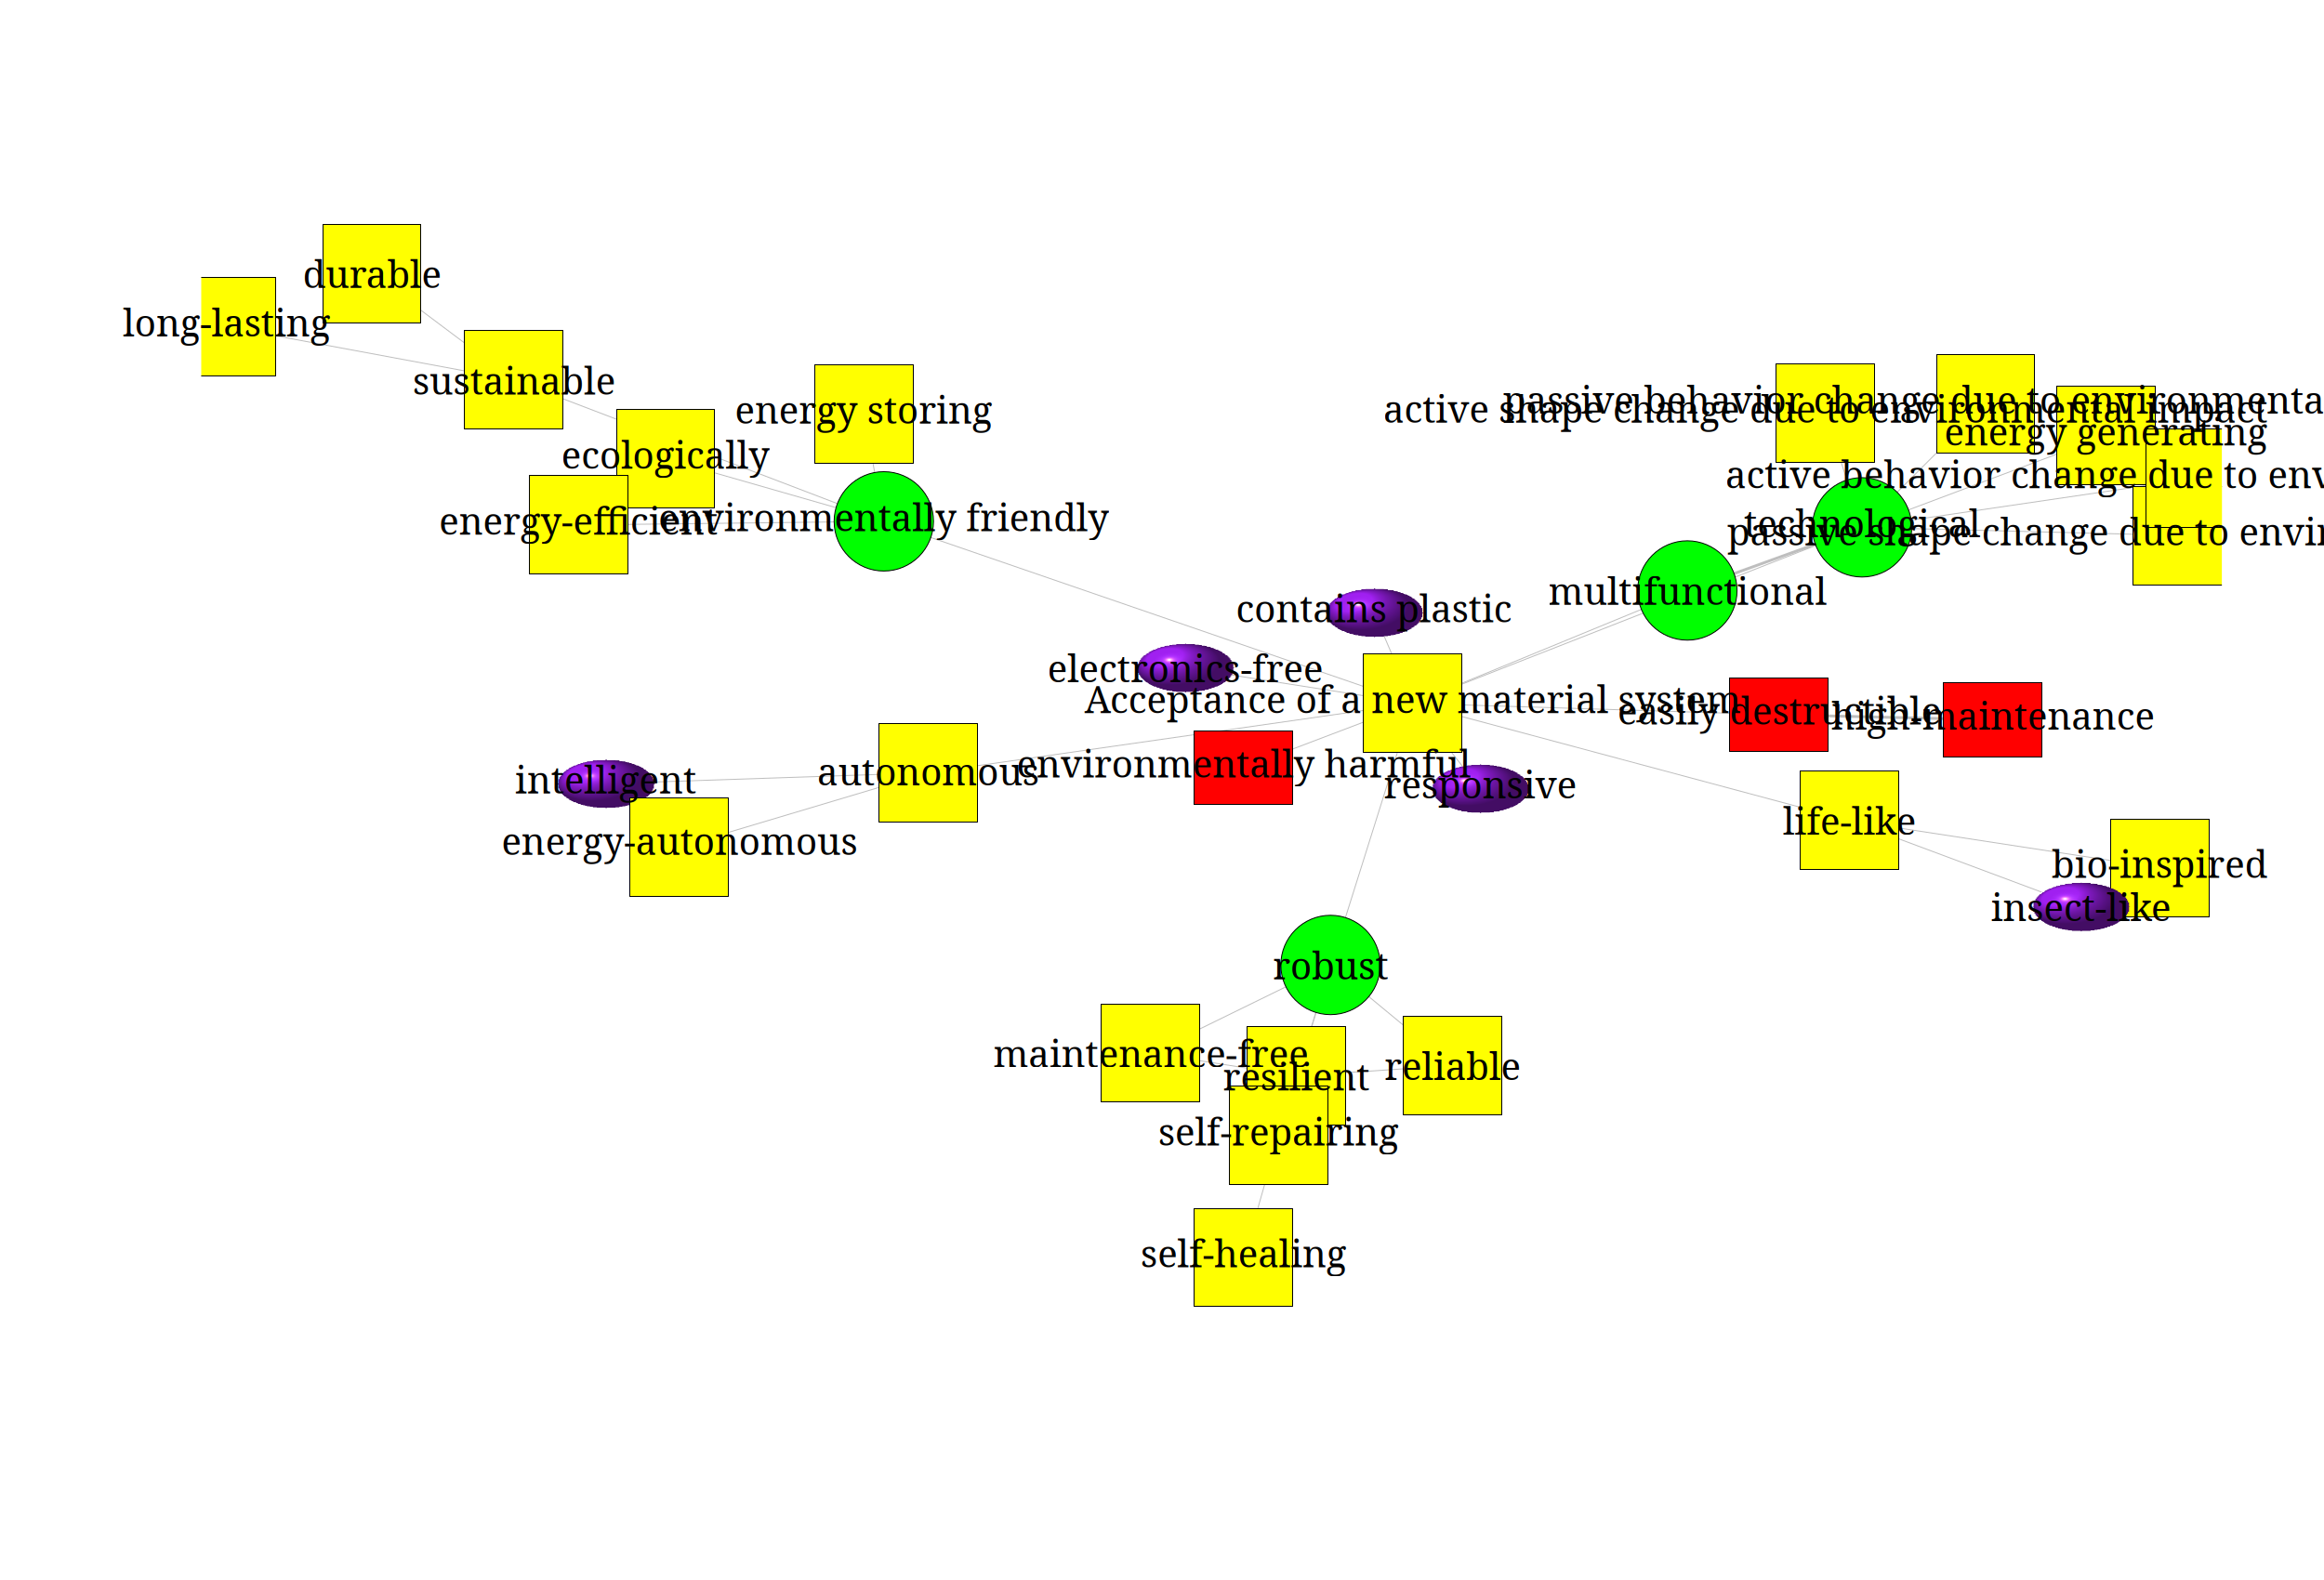 durable
long-lasting
sustainable
energy storing
ecologically
energy-efficient
environmentally friendly
passive behavior change due to environmenta
active shape change due to environmental impact
energy generating
active behavior change due to env
technological
passive shape change due to envir
multifunctional
contains plastic
electronics-free
Acceptance of a new material system
easily destructible
high-maintenance
environmentally harmful
autonomous
intelligent
responsive
energy-autonomous
life-like
bio-inspired
insect-like
robust
maintenance-free
resilient
reliable
self-repairing
self-healing